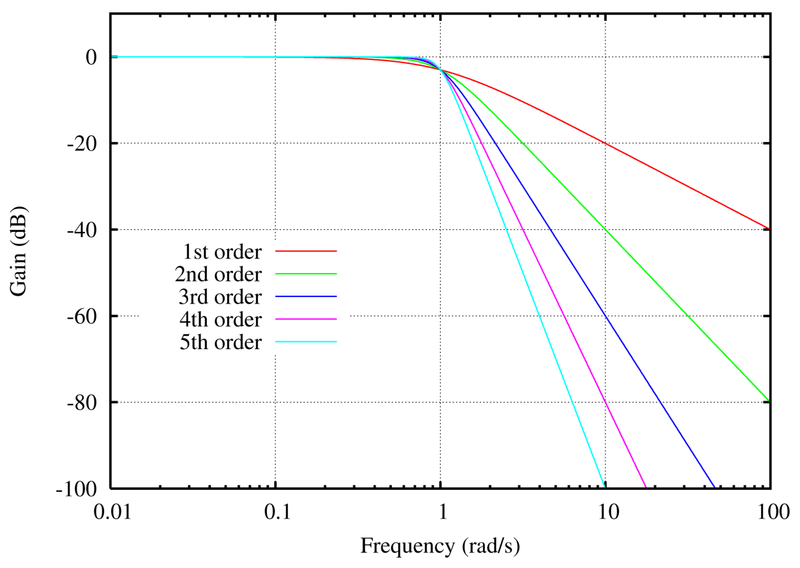 0
-20
-40
-60
-80
-100
Gain (dB)
1st order
2nd order
3rd order
4th order
5th order
0.01 0.1 1 10 100
Frequency (rad/s)